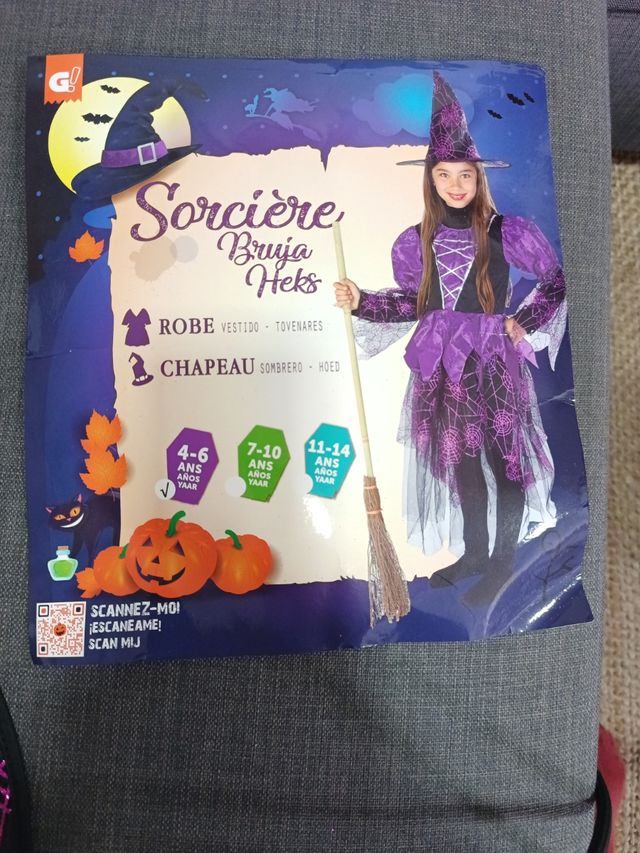 G!
Sorcière
Bruja
Heks
ROBE VESTIDO - TOVENARES
CHAPEAU SOMBRERO - HOED
4-6
ANS
AÑOS
YAAR
7-10
ANS
AÑOS
YAAR
11-14
ANS
AÑOS
YAAR
SCANNEZ-MOI
¡ESCANEAME!
SCAN MIJ